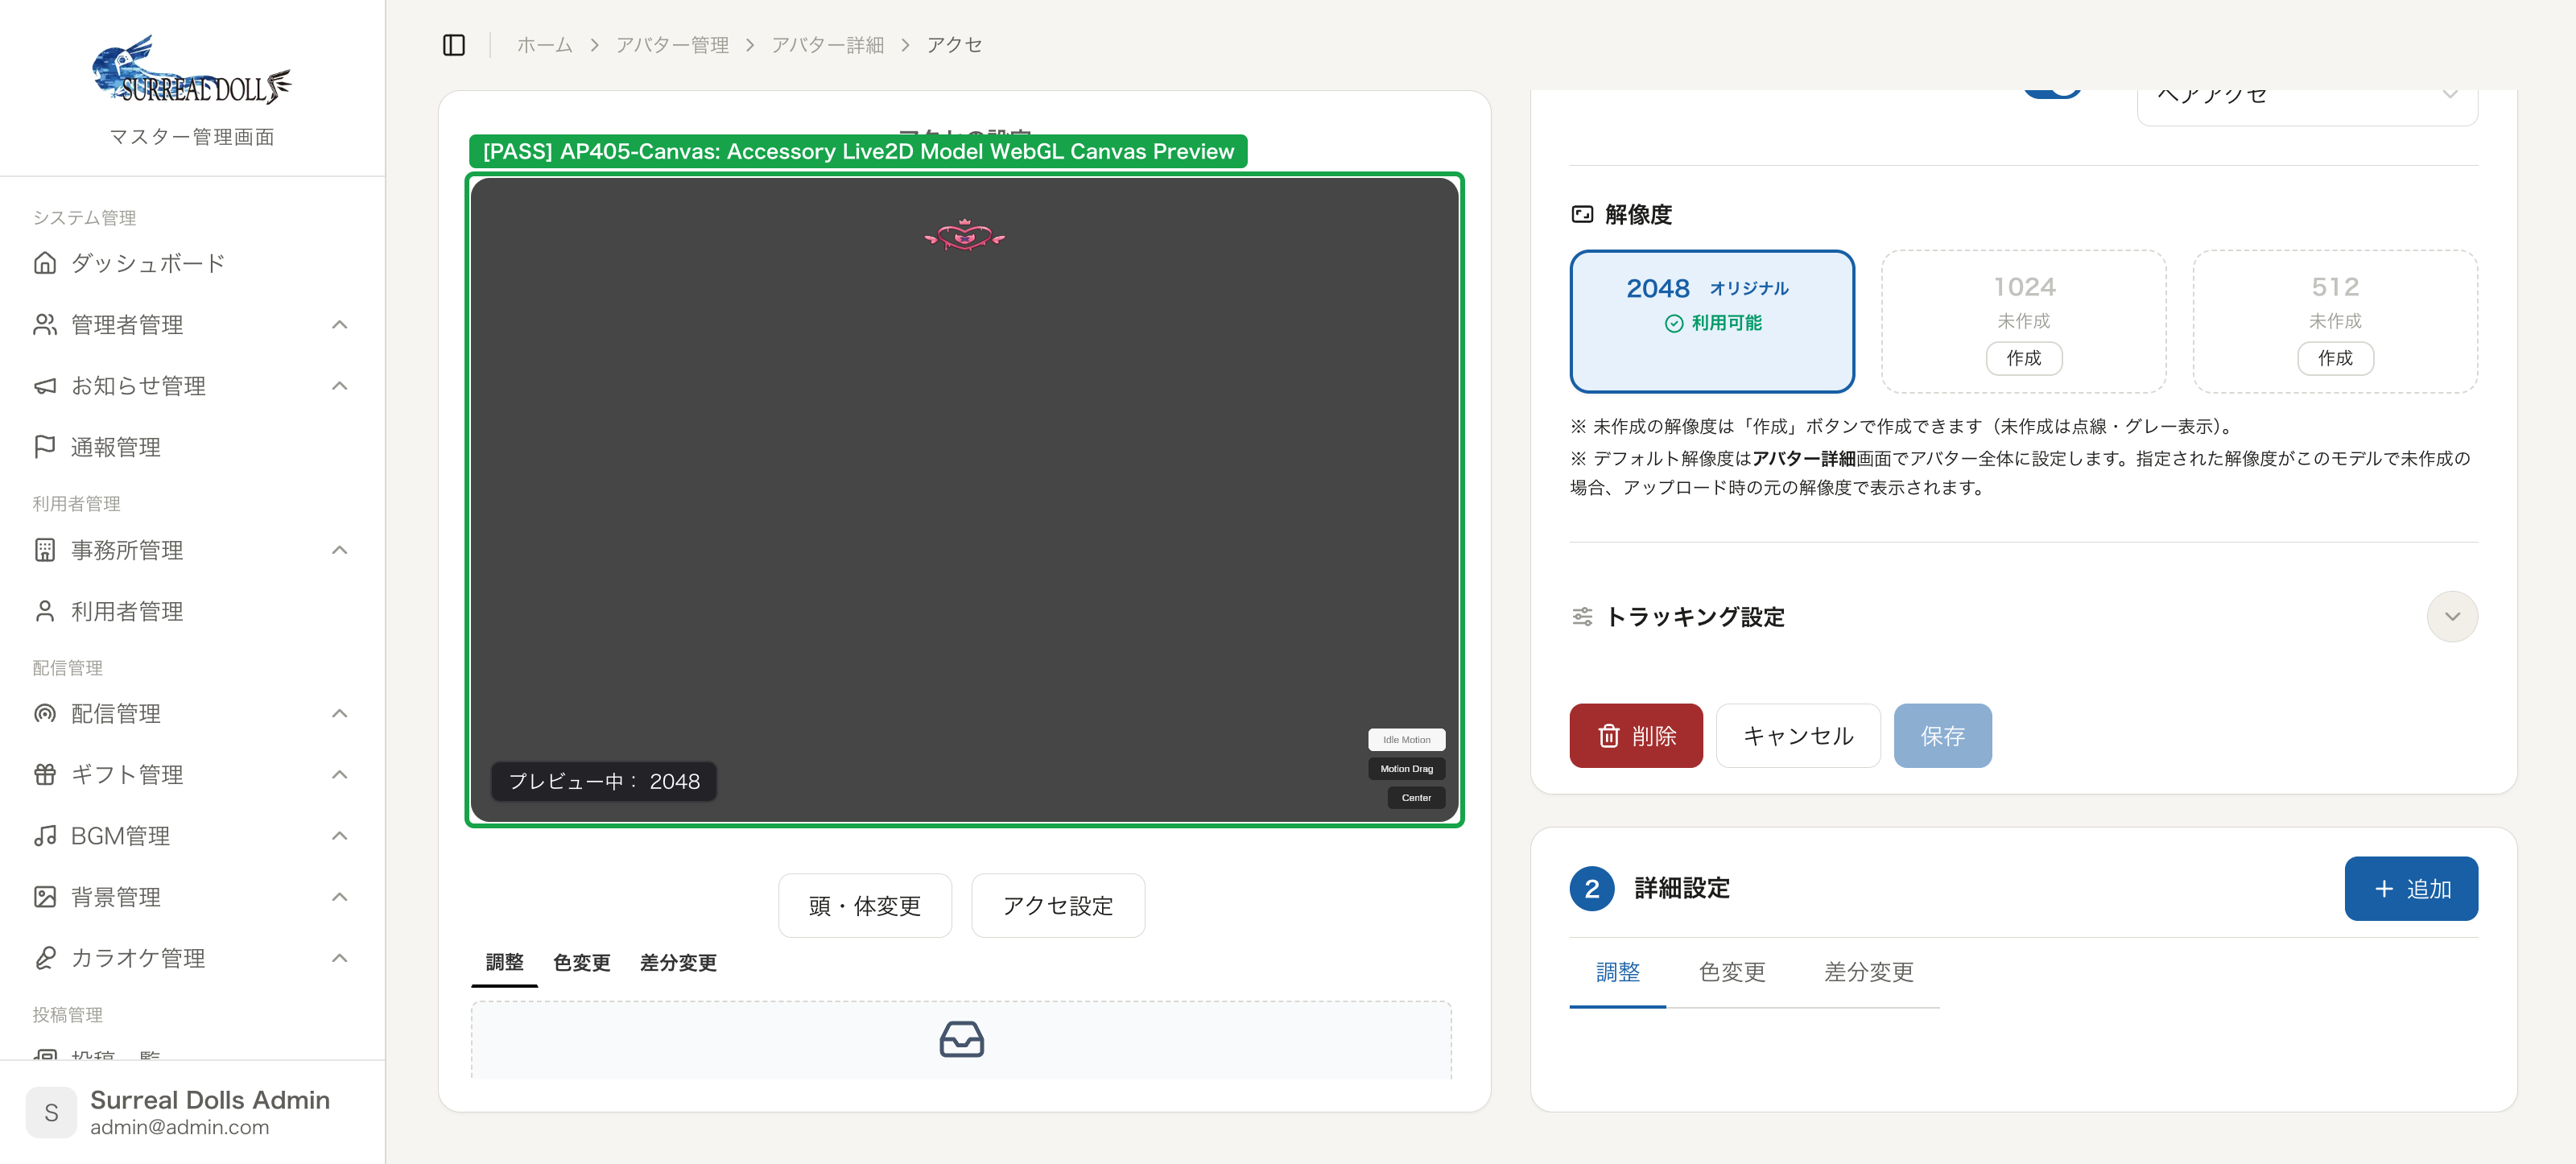 SURREAL DOLL
マスター管理画面
システム管理
ダッシュボード
管理者管理
お知らせ管理
通報管理
利用者管理
事務所管理
利用者管理
配信管理
配信管理
ギフト管理
BGM管理
背景管理
カラオケ管理
投稿管理
投稿一覧
S
Surreal Dolls Admin
admin@admin.com
ホーム > アバター管理 > アバター詳細 > アクセ
アクセの設定
[PASS] AP405-Canvas: Accessory Live2D Model WebGL Canvas Preview
Idle Motion
Motion Drag
Center
プレビュー中： 2048
頭・体変更
アクセ設定
調整 色変更 差分変更
ヘアアクセ
解像度
2048 オリジナル
利用可能
1024
未作成
作成
512
未作成
作成
※ 未作成の解像度は「作成」ボタンで作成できます（未作成は点線・グレー表示）。
※ デフォルト解像度はアバター詳細画面でアバター全体に設定します。指定された解像度がこのモデルで未作成の
場合、アップロード時の元の解像度で表示されます。
トラッキング設定
削除
キャンセル
保存
2 詳細設定
+ 追加
調整 色変更 差分変更